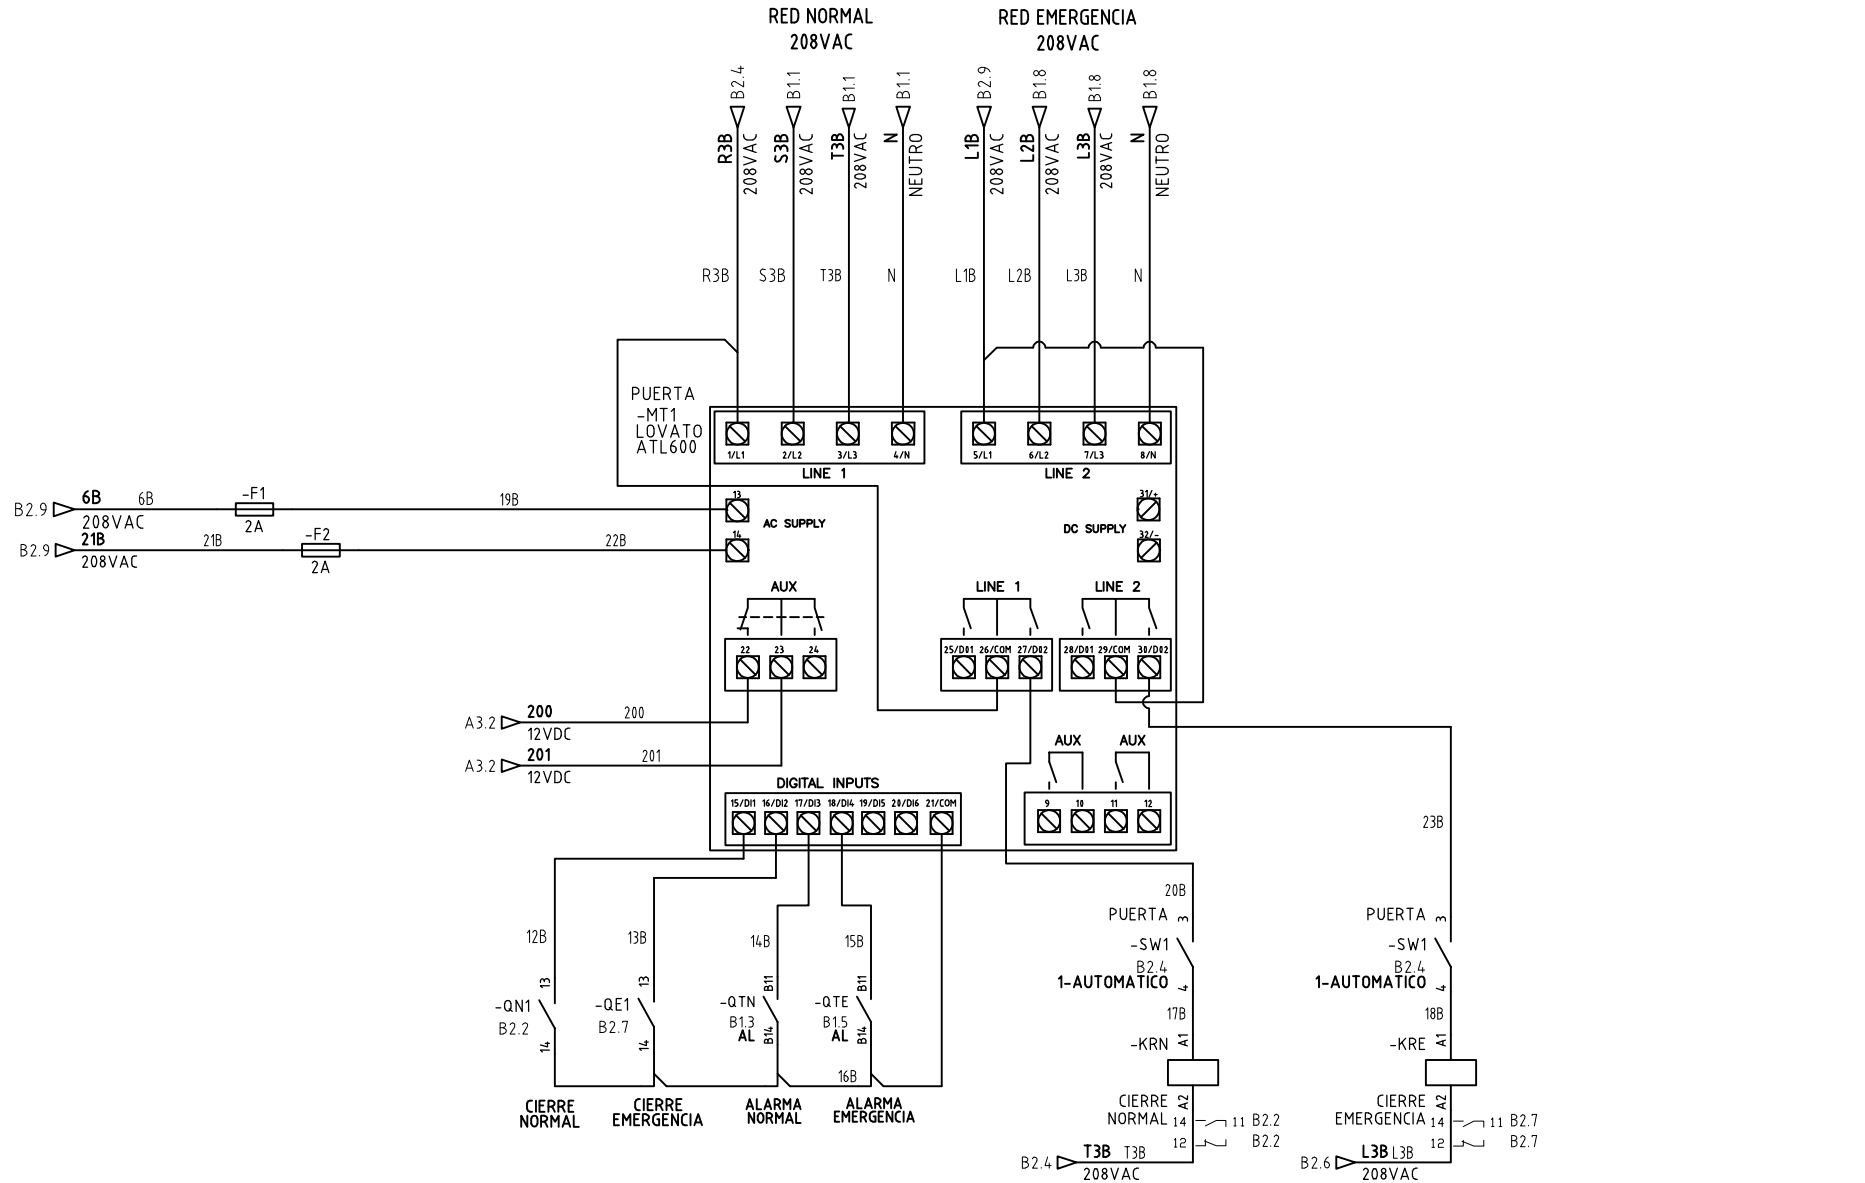 RED NORMAL
208VAC
RED EMERGENCIA
208VAC
B2.4
B1.1
B1.1
B1.1
B2.9
B1.8
B1.8
B1.8
R3B
208VAC
S3B
208VAC
T3B
208VAC
N
NEUTRO
L1B
208VAC
L2B
208VAC
L3B
208VAC
N
NEUTRO
R3B
S3B
T3B
N
L1B
L2B
L3B
N
PUERTA
-MT1
LOVATO
ATL600
1/L1
2/L2
3/L3
4/N
5/L1
6/L2
7/L3
8/N
LINE 1
LINE 2
B2.9
6B
208VAC
6B
-F1
2A
19B
13
AC SUPPLY
31/+
DC SUPPLY
B2.9
21B
208VAC
21B
-F2
2A
22B
14
32/-
AUX
LINE 1
LINE 2
22
23
24
25/DO1
26/COM
27/DO2
28/DO1
29/COM
30/DO2
A3.2
200
12VDC
200
A3.2
201
12VDC
201
AUX
AUX
DIGITAL INPUTS
15/DI1
16/DI2
17/DI3
18/DI4
19/DI5
20/DI6
21/COM
9
10
11
12
23B
20B
12B
13B
14B
15B
PUERTA
3
-SW1
B2.4
1-AUTOMATICO
4
PUERTA
3
-SW1
B2.4
1-AUTOMATICO
4
13
-QN1
B2.2
14
13
-QE1
B2.7
14
B11
-QTN
B1.3
AL
B14
B11
-QTE
B1.5
AL
B14
17B
18B
-KRN
A1
-KRE
A1
16B
CIERRE
NORMAL
CIERRE
EMERGENCIA
ALARMA
NORMAL
ALARMA
EMERGENCIA
CIERRE
NORMAL
A2
14
11
B2.2
12
B2.2
CIERRE
EMERGENCIA
A2
14
11
B2.7
12
B2.7
B2.4
T3B
T3B
208VAC
B2.6
L3B
L3B
208VAC